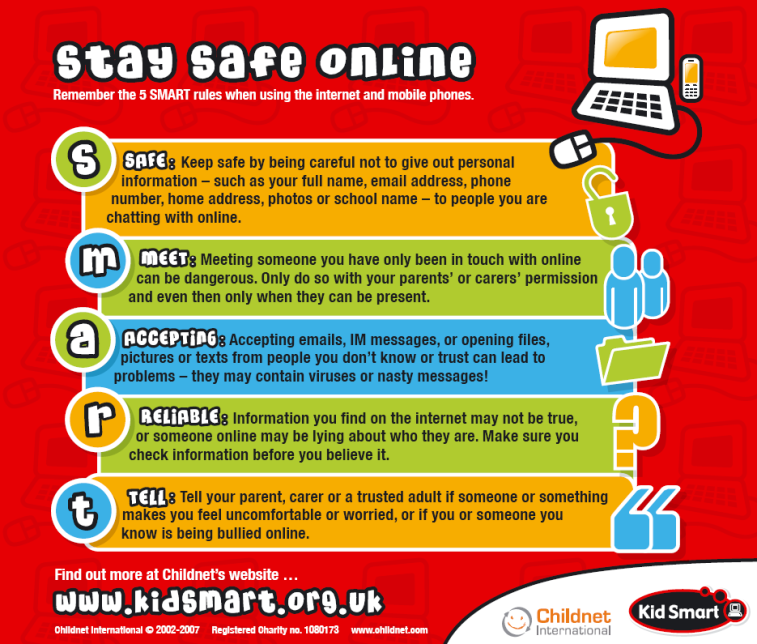 Stay Safe Online
Remember the 5 SMART rules when using the internet and mobile phones.
s
SAFE: Keep safe by being careful not to give out personal
information – such as your full name, email address, phone
number, home address, photos or school name – to people you are
chatting with online.
m
MEET: Meeting someone you have only been in touch with online
can be dangerous. Only do so with your parents' or carers' permission
and even then only when they can be present.
a
ACCEPTING: Accepting emails, IM messages, or opening files,
pictures or texts from people you don't know or trust can lead to
problems – they may contain viruses or nasty messages!
r
RELIABLE: Information you find on the internet may not be true,
or someone online may be lying about who they are. Make sure you
check information before you believe it.
?
t
TELL: Tell your parent, carer or a trusted adult if someone or something
makes you feel uncomfortable or worried, or if you or someone you
know is being bullied online.
“
Find out more at Childnet's website ...
www.kidsmart.org.uk
Childnet International © 2002-2007 Registered Charity no. 1080173 www.childnet.com
Childnet
International
Kid Smart